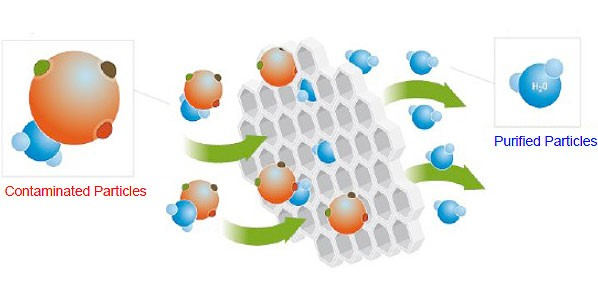 H₂O
Contaminated Particles
Purified Particles